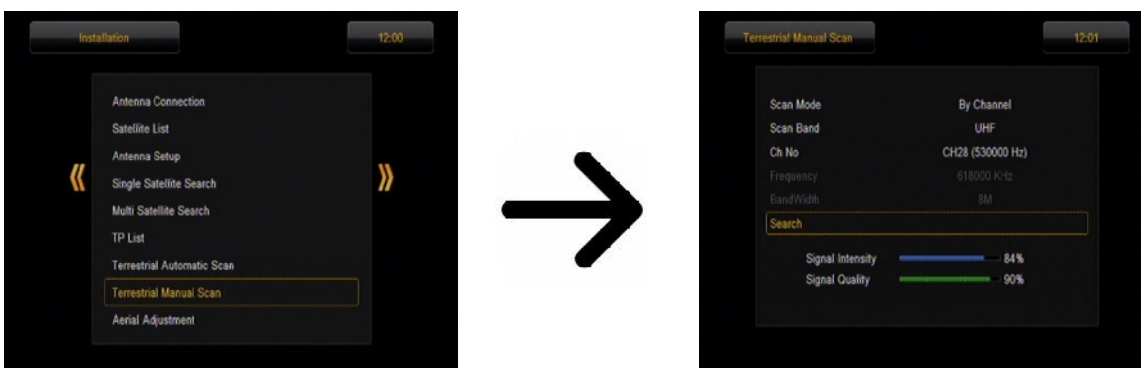 Installation 12:00
Antenna Connection
Satellite List
Antenna Setup
Single Satellite Search
Multi Satellite Search
TP List
Terrestrial Automatic Scan
Terrestrial Manual Scan
Aerial Adjustment
Terrestrial Manual Scan 12:01
Scan Mode By Channel
Scan Band UHF
Ch No CH28 (530000 Hz)
Frequency 618000 KHz
BandWidth 8M
Search
Signal Intensity 84%
Signal Quality 90%